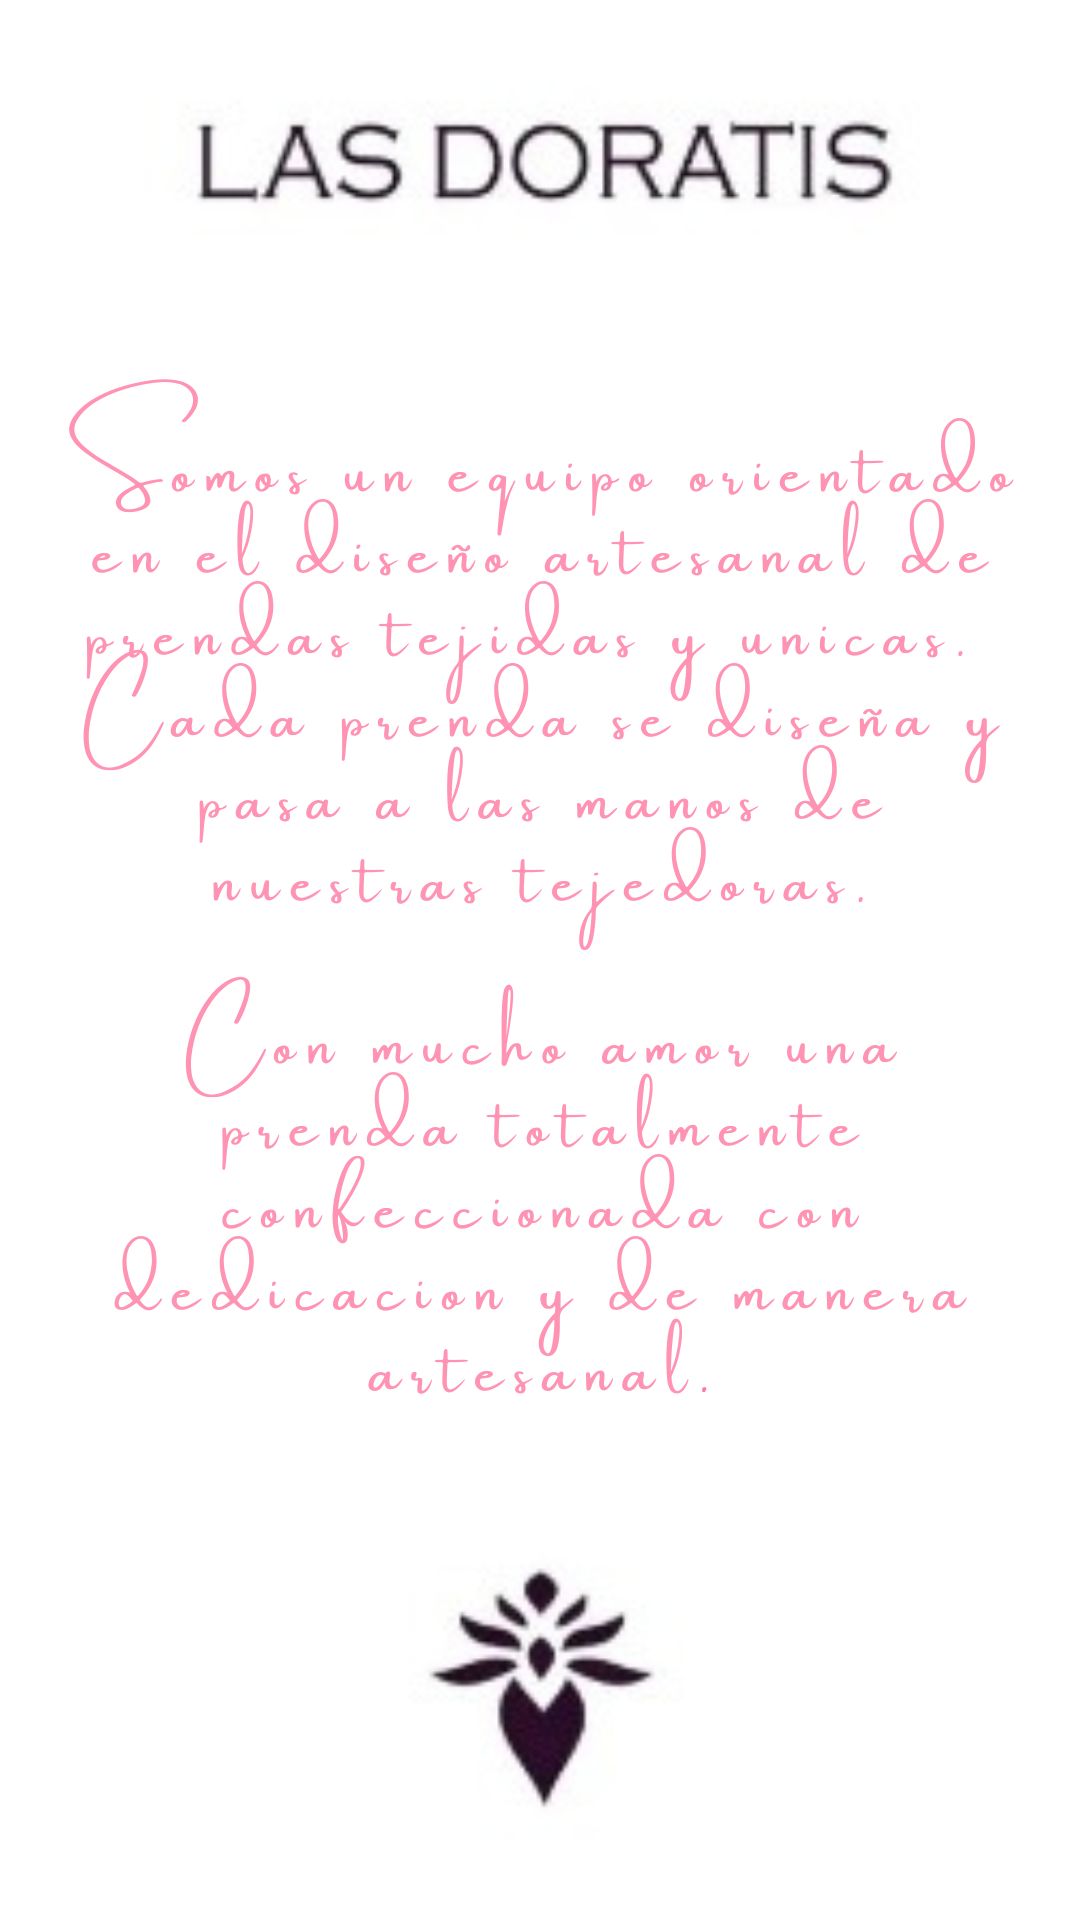 LAS DORATIS
Somos un equipo orientado
en el diseño artesanal de
prendas tejidas y unicas.
Cada prenda se diseña y
pasa a las manos de
nuestras tejedoras.
Con mucho amor una
prenda totalmente
confeccionada con
dedicacion y de manera
artesanal.